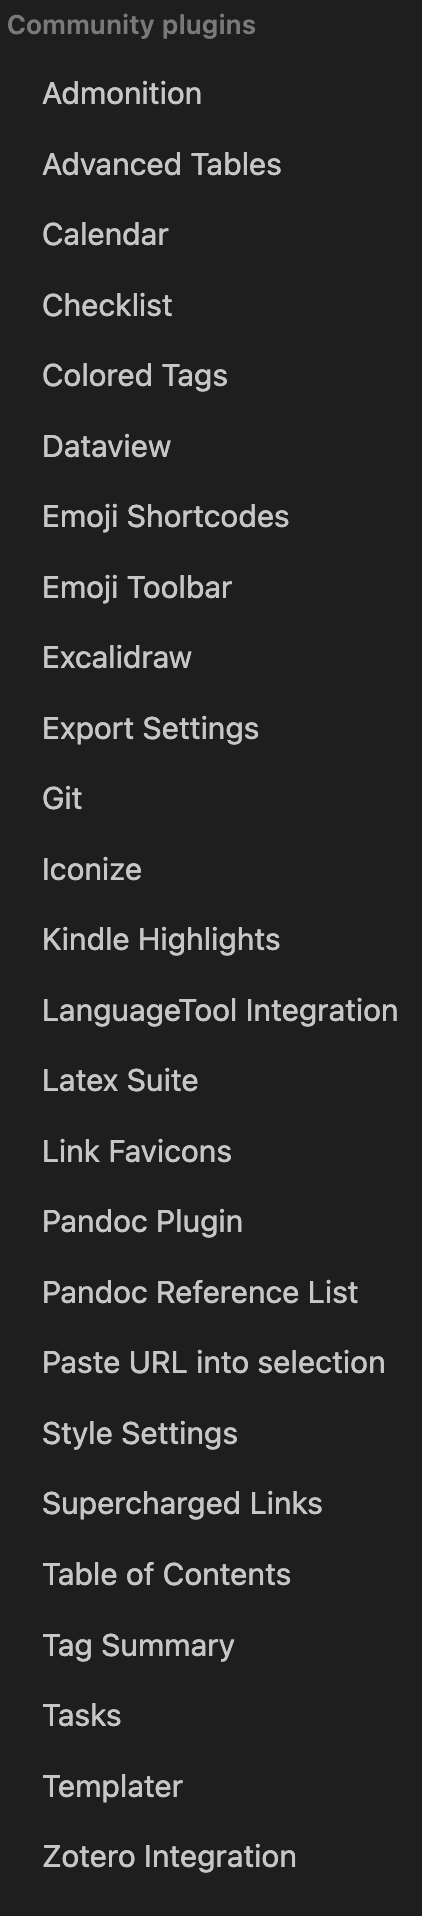 Community plugins
Admonition
Advanced Tables
Calendar
Checklist
Colored Tags
Dataview
Emoji Shortcodes
Emoji Toolbar
Excalidraw
Export Settings
Git
Iconize
Kindle Highlights
LanguageTool Integration
Latex Suite
Link Favicons
Pandoc Plugin
Pandoc Reference List
Paste URL into selection
Style Settings
Supercharged Links
Table of Contents
Tag Summary
Tasks
Templater
Zotero Integration